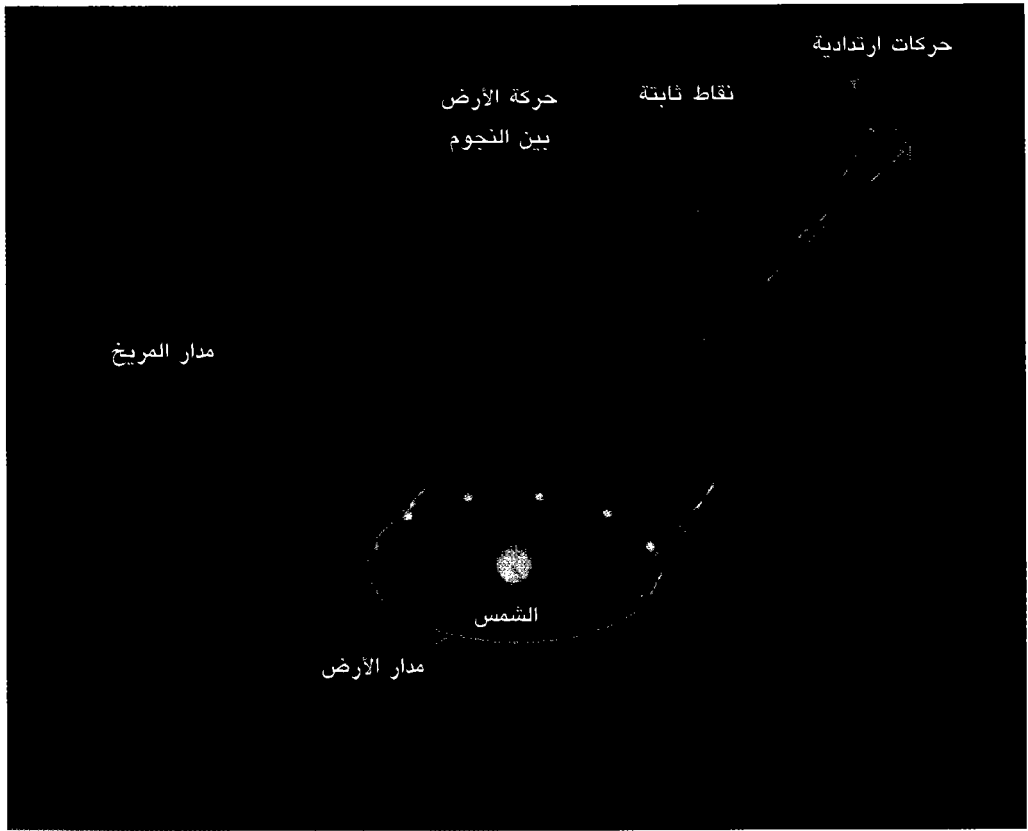 حركات ارتدادية
نقاط ثابتة
حركة الأرض
بين النجوم
مدار المريخ
الشمس
مدار الأرض